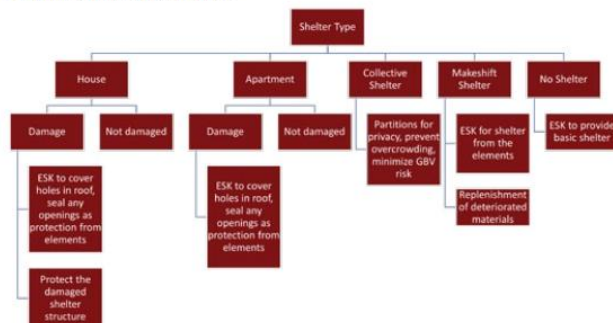 Shelter Type
House
Apartment
Collective
Shelter
Makeshift
Shelter
No Shelter
Damage
Not damaged
Damage
Not damaged
Partitions for
privacy, prevent
overcrowding,
minimize GBV
risk
ESK for shelter
from the
elements
ESK to provide
basic shelter
ESK to cover
holes in roof,
seal any
openings as
protection from
elements
ESK to cover
holes in roof,
seal any
openings as
protection from
elements
Replenishment
of deteriorated
materials
Protect the
damaged
shelter
structure